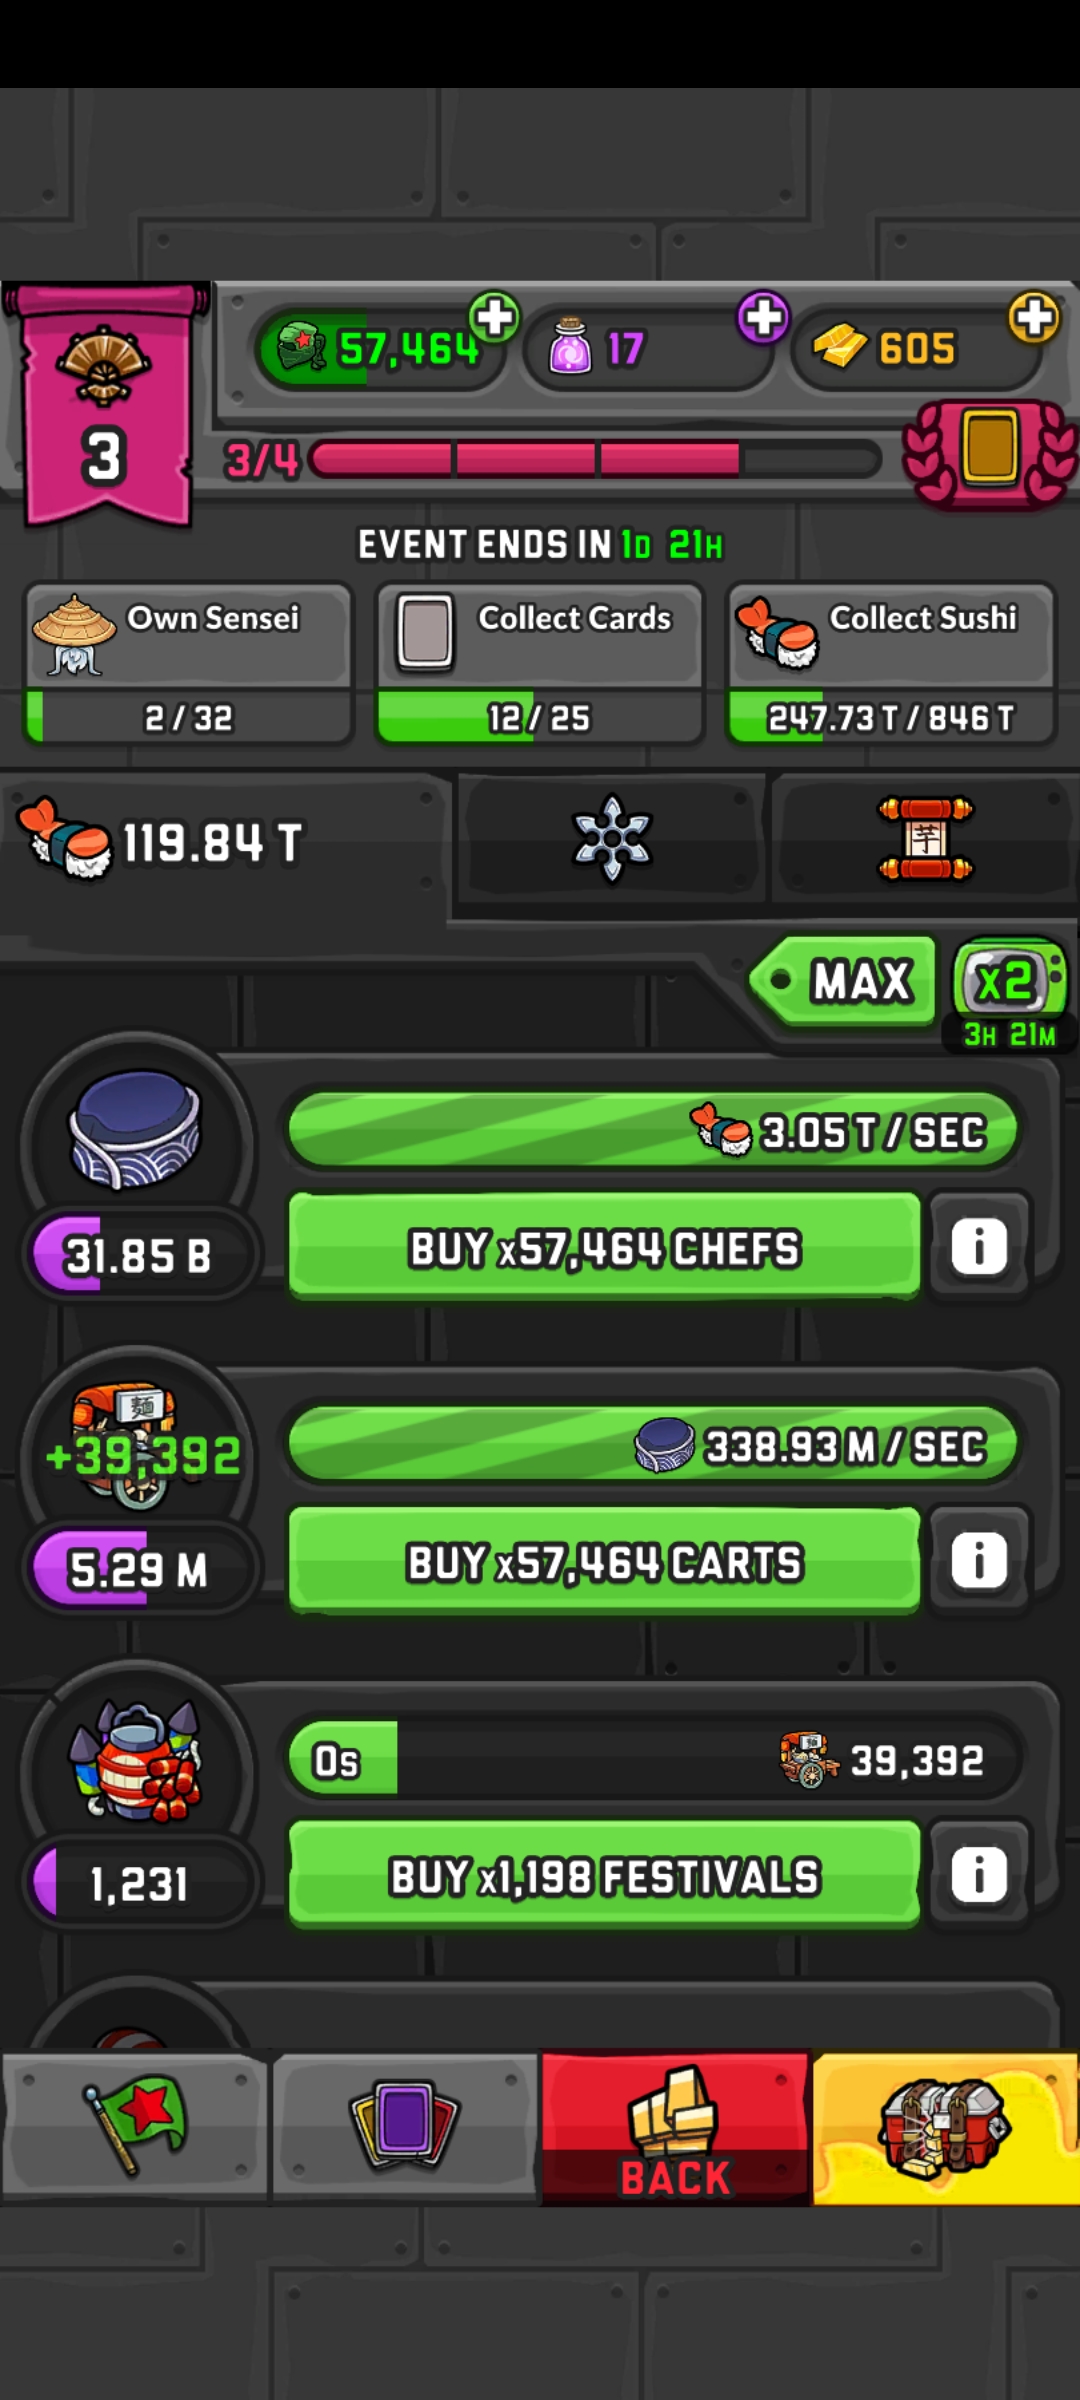 57,464
17
605
3
3/4
EVENT ENDS IN 1D 21H
Own Sensei
2 / 32
Collect Cards
12 / 25
Collect Sushi
247.73 T / 846 T
119.84 T
芋
MAX
x2
3H 21M
3.05 T / SEC
31.85 B
BUY x57,464 CHEFS
i
麺
+39,392
338.93 M / SEC
5.29 M
BUY x57,464 CARTS
i
0s
39,392
1,231
BUY x1,198 FESTIVALS
i
BACK